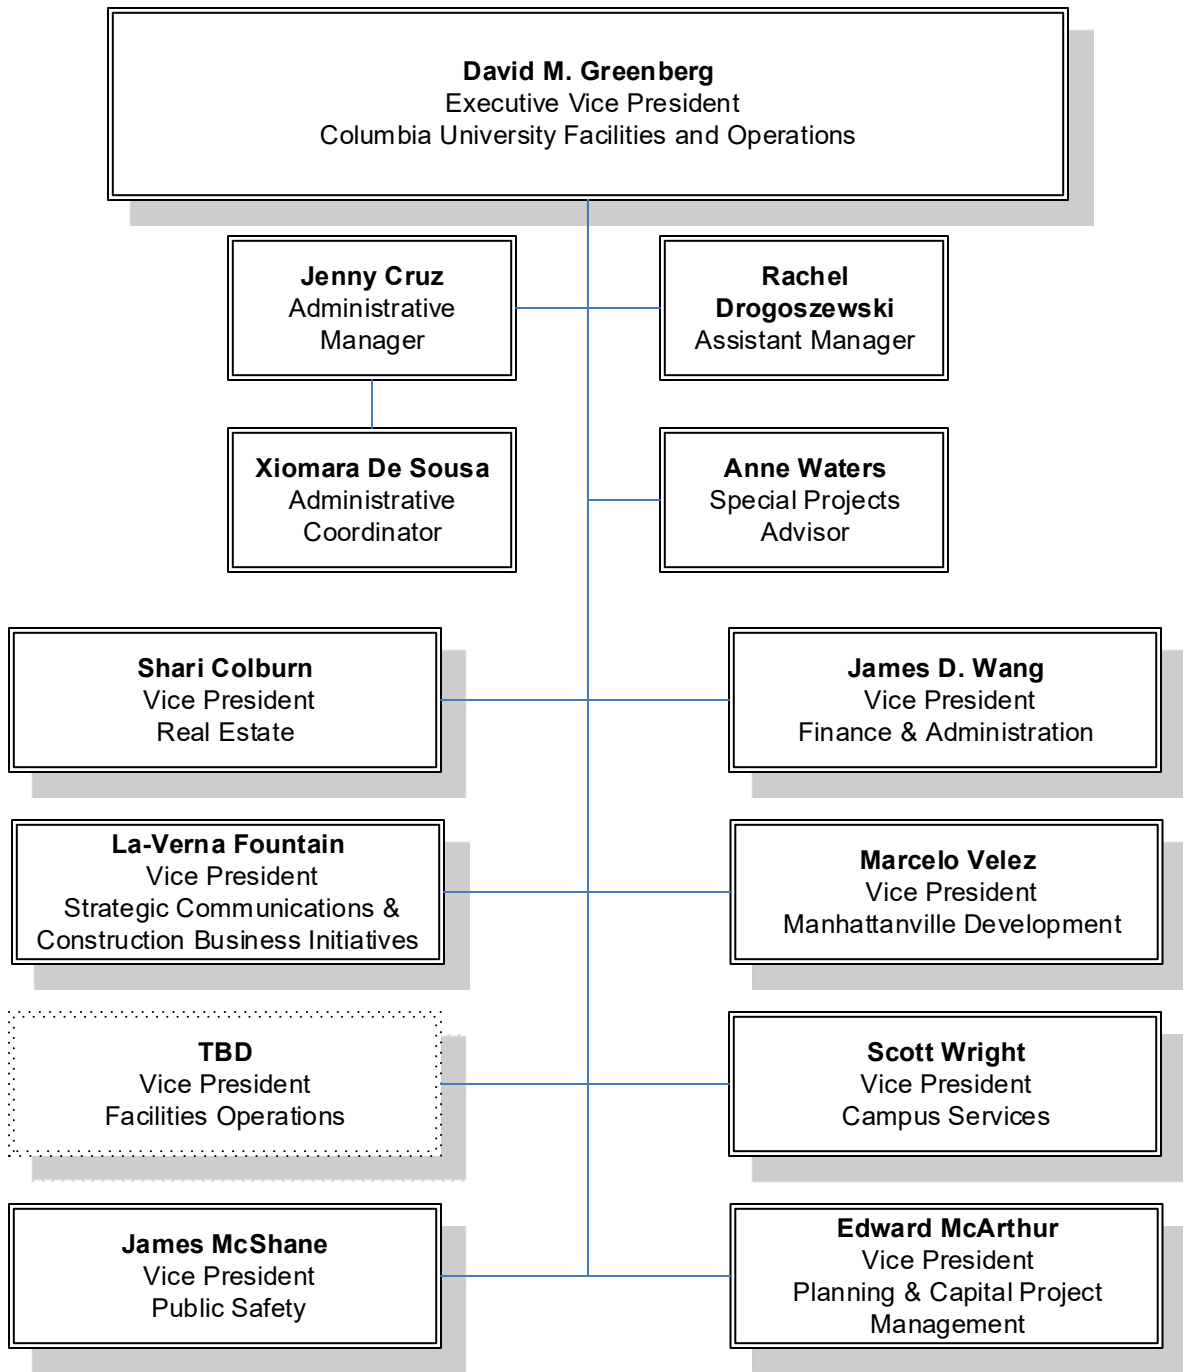 David M. Greenberg
Executive Vice President
Columbia University Facilities and Operations
Jenny Cruz
Administrative
Manager
Rachel
Drogoszewski
Assistant Manager
Xiomara De Sousa
Administrative
Coordinator
Anne Waters
Special Projects
Advisor
Shari Colburn
Vice President
Real Estate
James D. Wang
Vice President
Finance & Administration
La-Verna Fountain
Vice President
Strategic Communications &
Construction Business Initiatives
Marcelo Velez
Vice President
Manhattanville Development
TBD
Vice President
Facilities Operations
Scott Wright
Vice President
Campus Services
James McShane
Vice President
Public Safety
Edward McArthur
Vice President
Planning & Capital Project
Management